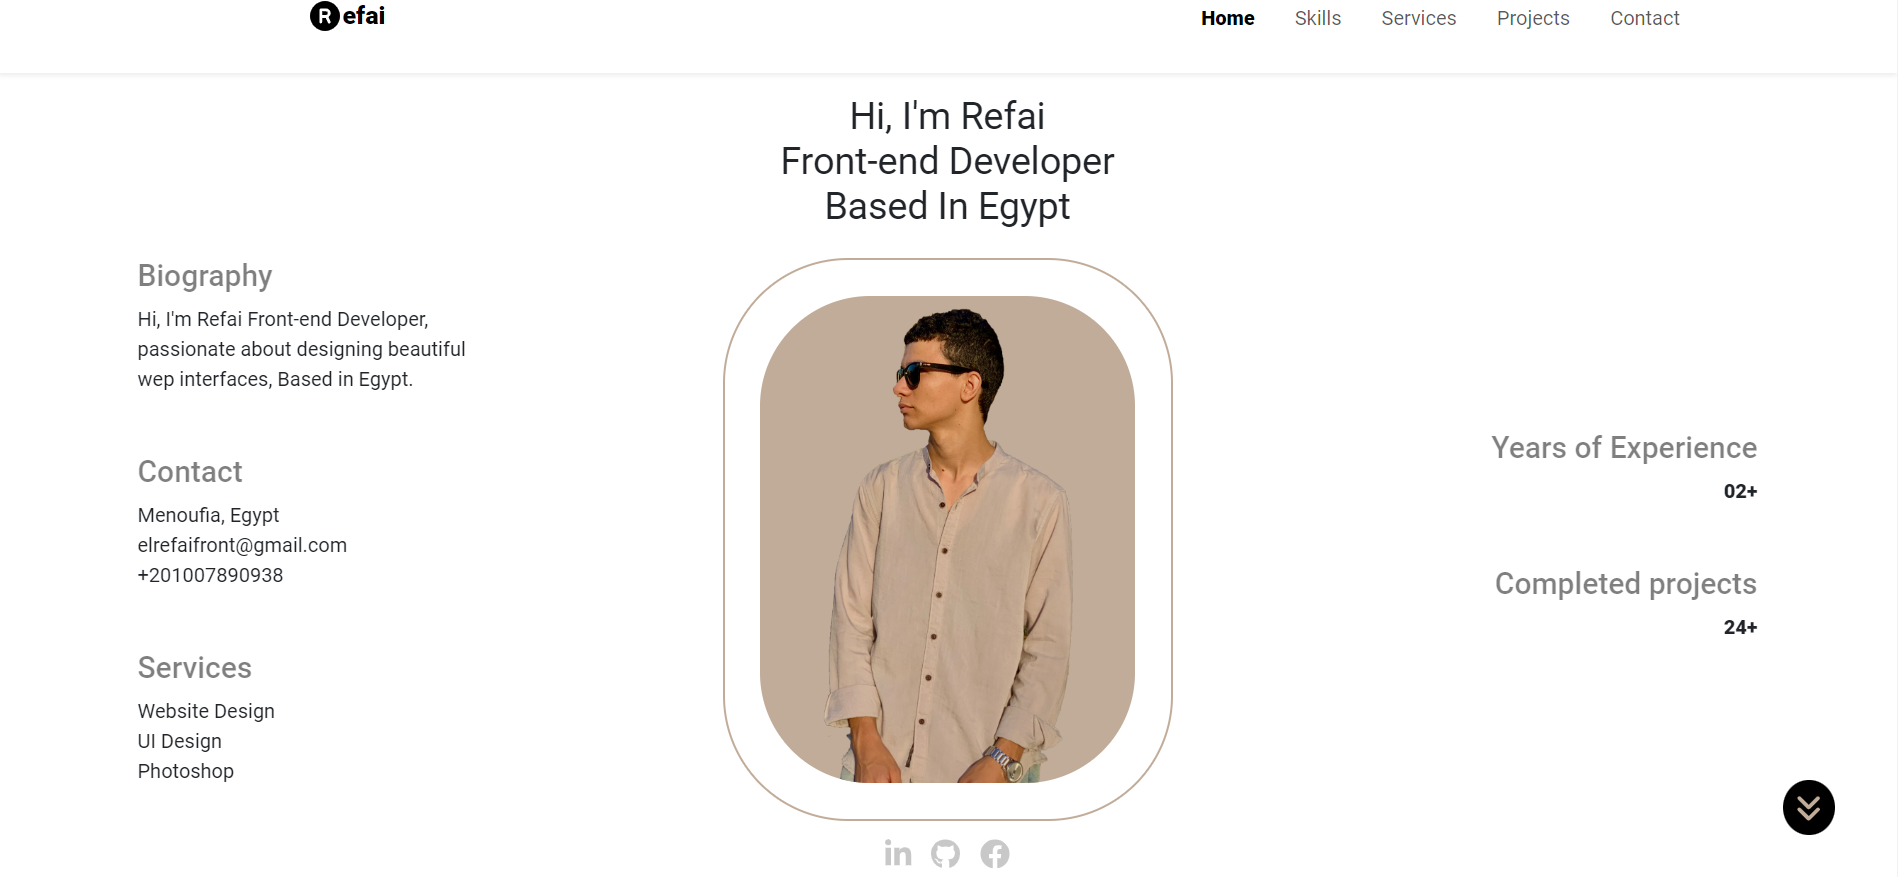 Refai
Home Skills Services Projects Contact
Hi, I'm Refai
Front-end Developer
Based In Egypt
Biography
Hi, I'm Refai Front-end Developer,
passionate about designing beautiful
wep interfaces, Based in Egypt.
Contact
Menoufia, Egypt
elrefaifront@gmail.com
+201007890938
Services
Website Design
UI Design
Photoshop
Years of Experience
02+
Completed projects
24+
in